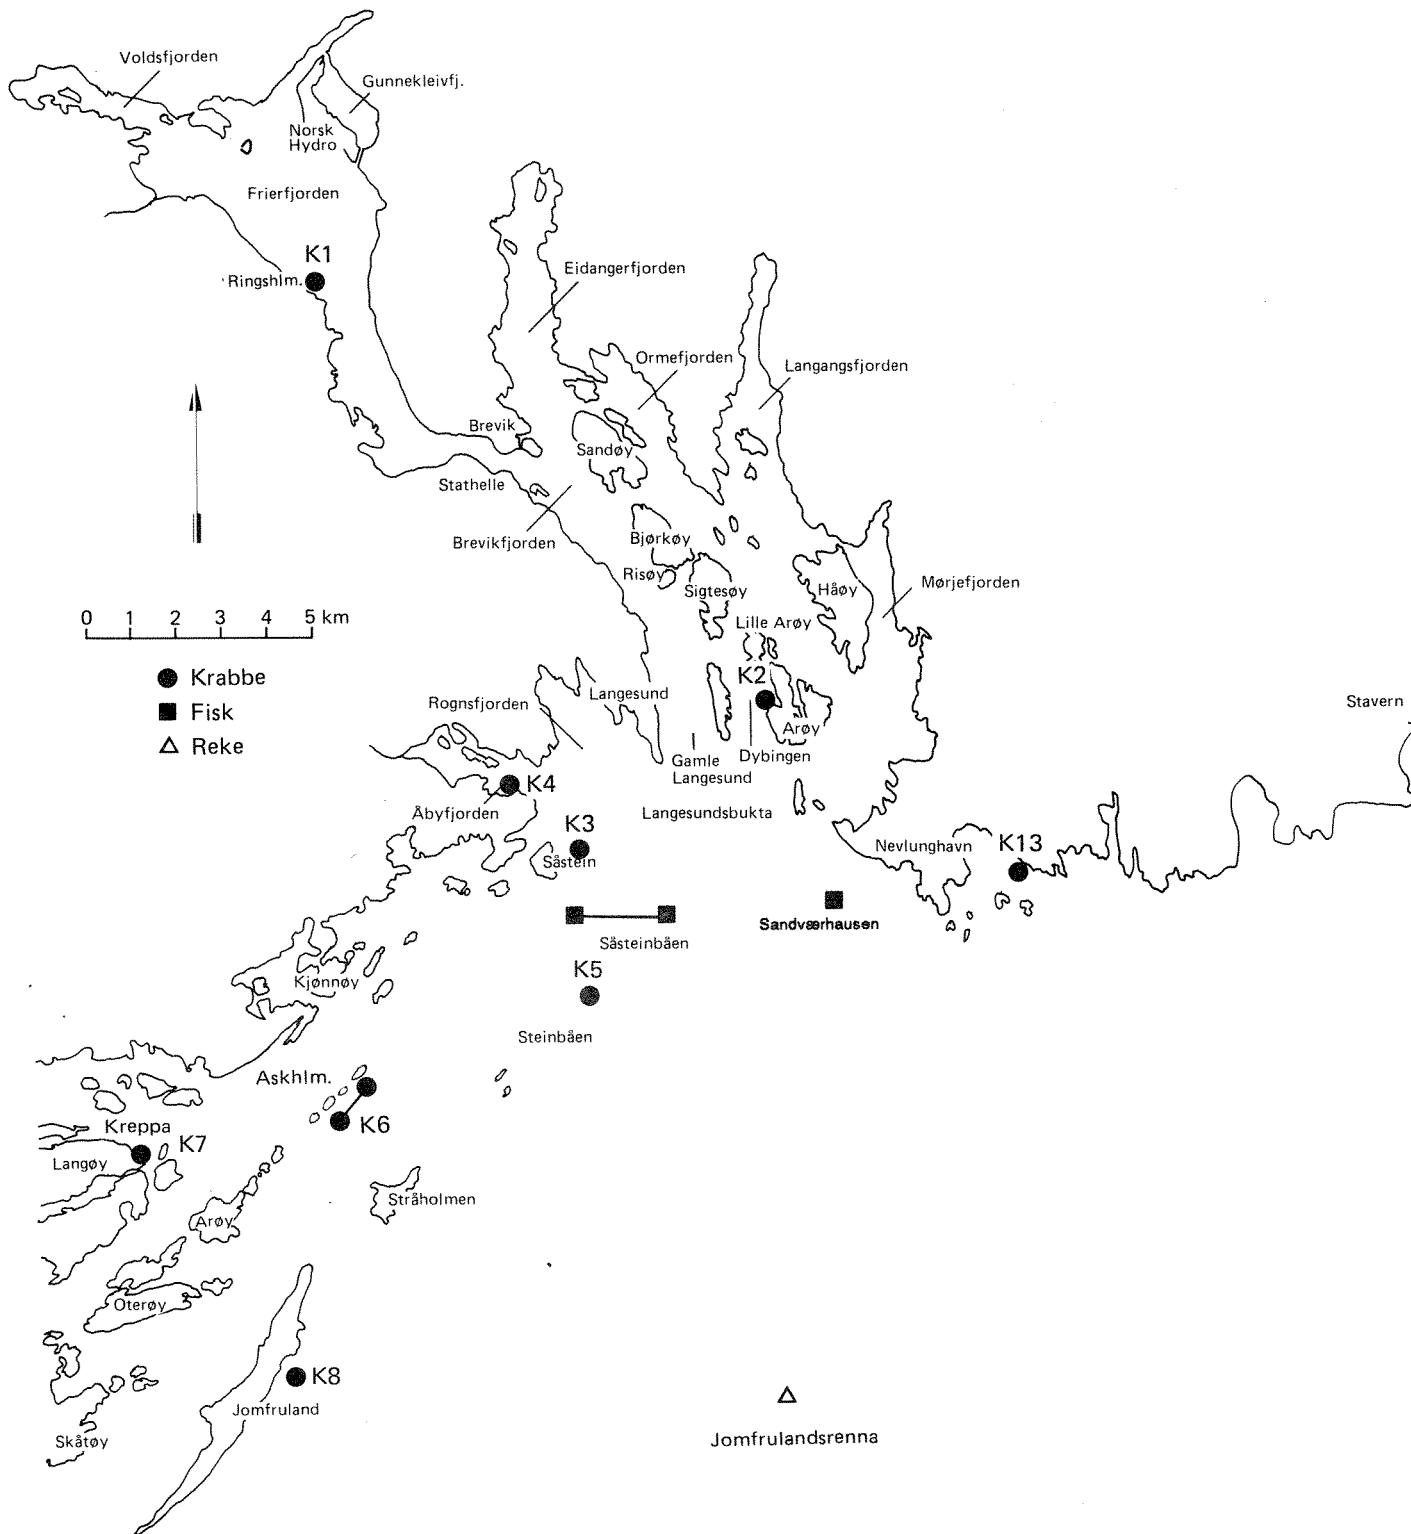 Voldsfjorden
Gunnekleivfj.
Norsk
Hydro
Frierfjorden
K1
Ringshlm.
Eidangerfjorden
Ormefjorden
Langangsfjorden
Brevik
Sandøy
Stathelle
Brevikfjorden
Bjørkøy
Risøy
Sigtesøy
Håøy
Mørjefjorden
Lille Arøy
0 1 2 3 4 5 km
Krabbe
Fisk
Reke
K2
Rognsfjorden
Langesund
Stavern
Arøy
Gamle
Langesund
Dybingen
K4
Åbyfjorden
Langesundsbukta
K3
Såstein
Nevlunghavn
K13
Sandværhausen
Såsteinbåen
K5
Kjønnøy
Steinbåen
Askhlm.
K6
Kreppa
K7
Langøy
Stråholmen
Arøy
Oterøy
K8
Jomfruland
Skåtøy
Jomfrulandsrenna